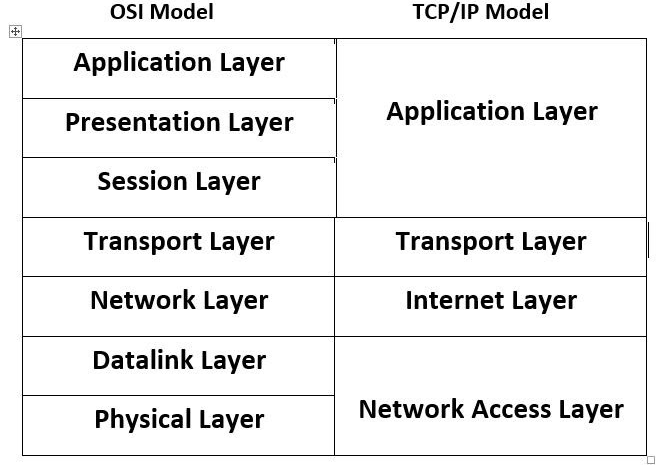 OSI Model TCP/IP Model
Application Layer
Presentation Layer
Session Layer
Application Layer
Transport Layer Transport Layer
Network Layer Internet Layer
Datalink Layer
Physical Layer
Network Access Layer